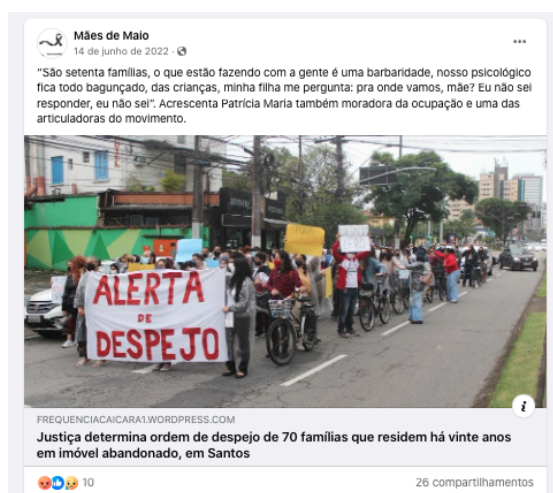 Mães de Maio
14 de junho de 2022 ·
"São setenta famílias, o que estão fazendo com a gente é uma barbaridade, nosso psicológico
fica todo bagunçado, das crianças, minha filha me pergunta: pra onde vamos, mãe? Eu não sei
responder, eu não sei". Acrescenta Patrícia Maria também moradora da ocupação e uma das
articuladoras do movimento.
ALERTA
DE
DESPEJO
FREQUENCIACAICARA1.WORDPRESS.COM
Justiça determina ordem de despejo de 70 famílias que residem há vinte anos
em imóvel abandonado, em Santos
10
26 compartilhamentos